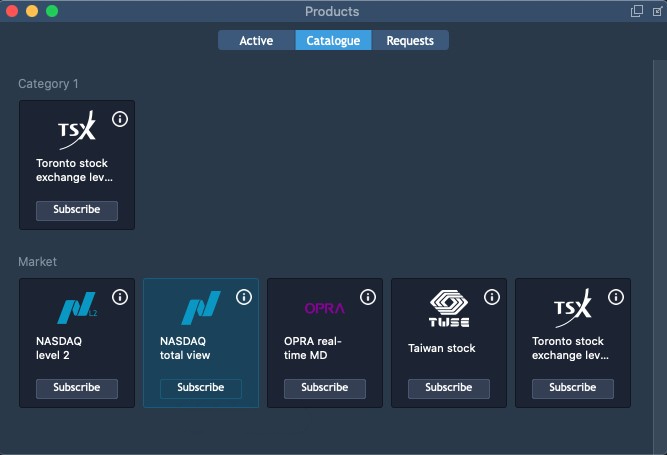 Products
Active Catalogue Requests
Category 1
TSX
Toronto stock
exchange lev...
Subscribe
Market
L2
NASDAQ
level 2
Subscribe
NASDAQ
total view
Subscribe
OPRA
OPRA real-
time MD
Subscribe
TWSE
Taiwan stock
Subscribe
TSX
Toronto stock
exchange lev...
Subscribe